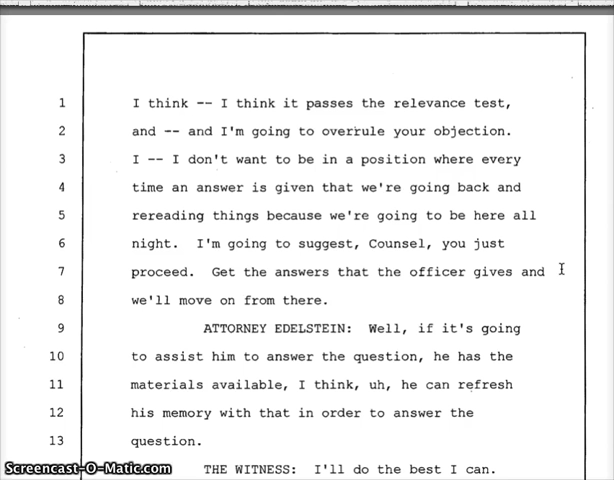 1 I think -- I think it passes the relevance test,
2 and -- and I'm going to overrule your objection.
3 I -- I don't want to be in a position where every
4 time an answer is given that we're going back and
5 rereading things because we're going to be here all
6 night. I'm going to suggest, Counsel, you just
7 proceed. Get the answers that the officer gives and
8 we'll move on from there.
9 ATTORNEY EDELSTEIN: Well, if it's going
10 to assist him to answer the question, he has the
11 materials available, I think, uh, he can refresh
12 his memory with that in order to answer the
13 question.
THE WITNESS: I'll do the best I can.
Screencast-O-Matic.com